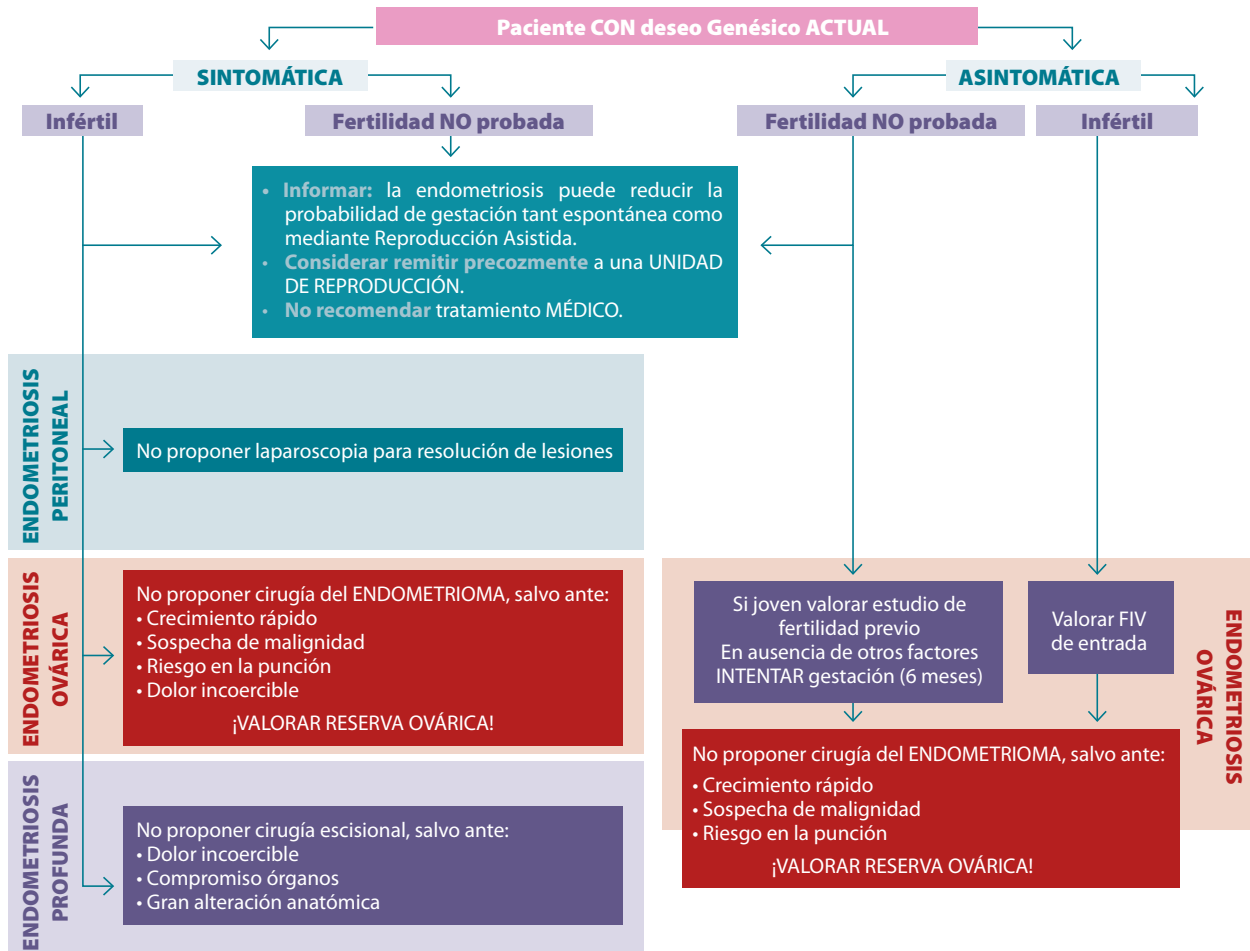 Paciente CON deseo Genésico ACTUAL
SINTOMÁTICA
ASINTOMÁTICA
Infértil
Fertilidad NO probada
Fertilidad NO probada
Infértil
• Informar: la endometriosis puede reducir la
probabilidad de gestación tant espontánea como
mediante Reproducción Asistida.
• Considerar remitir precozmente a una UNIDAD
DE REPRODUCCIÓN.
• No recomendar tratamiento MÉDICO.
ENDOMETRIOSIS
PERITONEAL
No proponer laparoscopia para resolución de lesiones
ENDOMETRIOSIS
OVÁRICA
No proponer cirugía del ENDOMETRIOMA, salvo ante:
• Crecimiento rápido
• Sospecha de malignidad
• Riesgo en la punción
• Dolor incoercible
¡VALORAR RESERVA OVÁRICA!
ENDOMETRIOSIS
PROFUNDA
No proponer cirugía escisional, salvo ante:
• Dolor incoercible
• Compromiso órganos
• Gran alteración anatómica
Si joven valorar estudio de
fertilidad previo
En ausencia de otros factores
INTENTAR gestación (6 meses)
Valorar FIV
de entrada
ENDOMETRIOSIS
OVÁRICA
No proponer cirugía del ENDOMETRIOMA, salvo ante:
• Crecimiento rápido
• Sospecha de malignidad
• Riesgo en la punción
¡VALORAR RESERVA OVÁRICA!